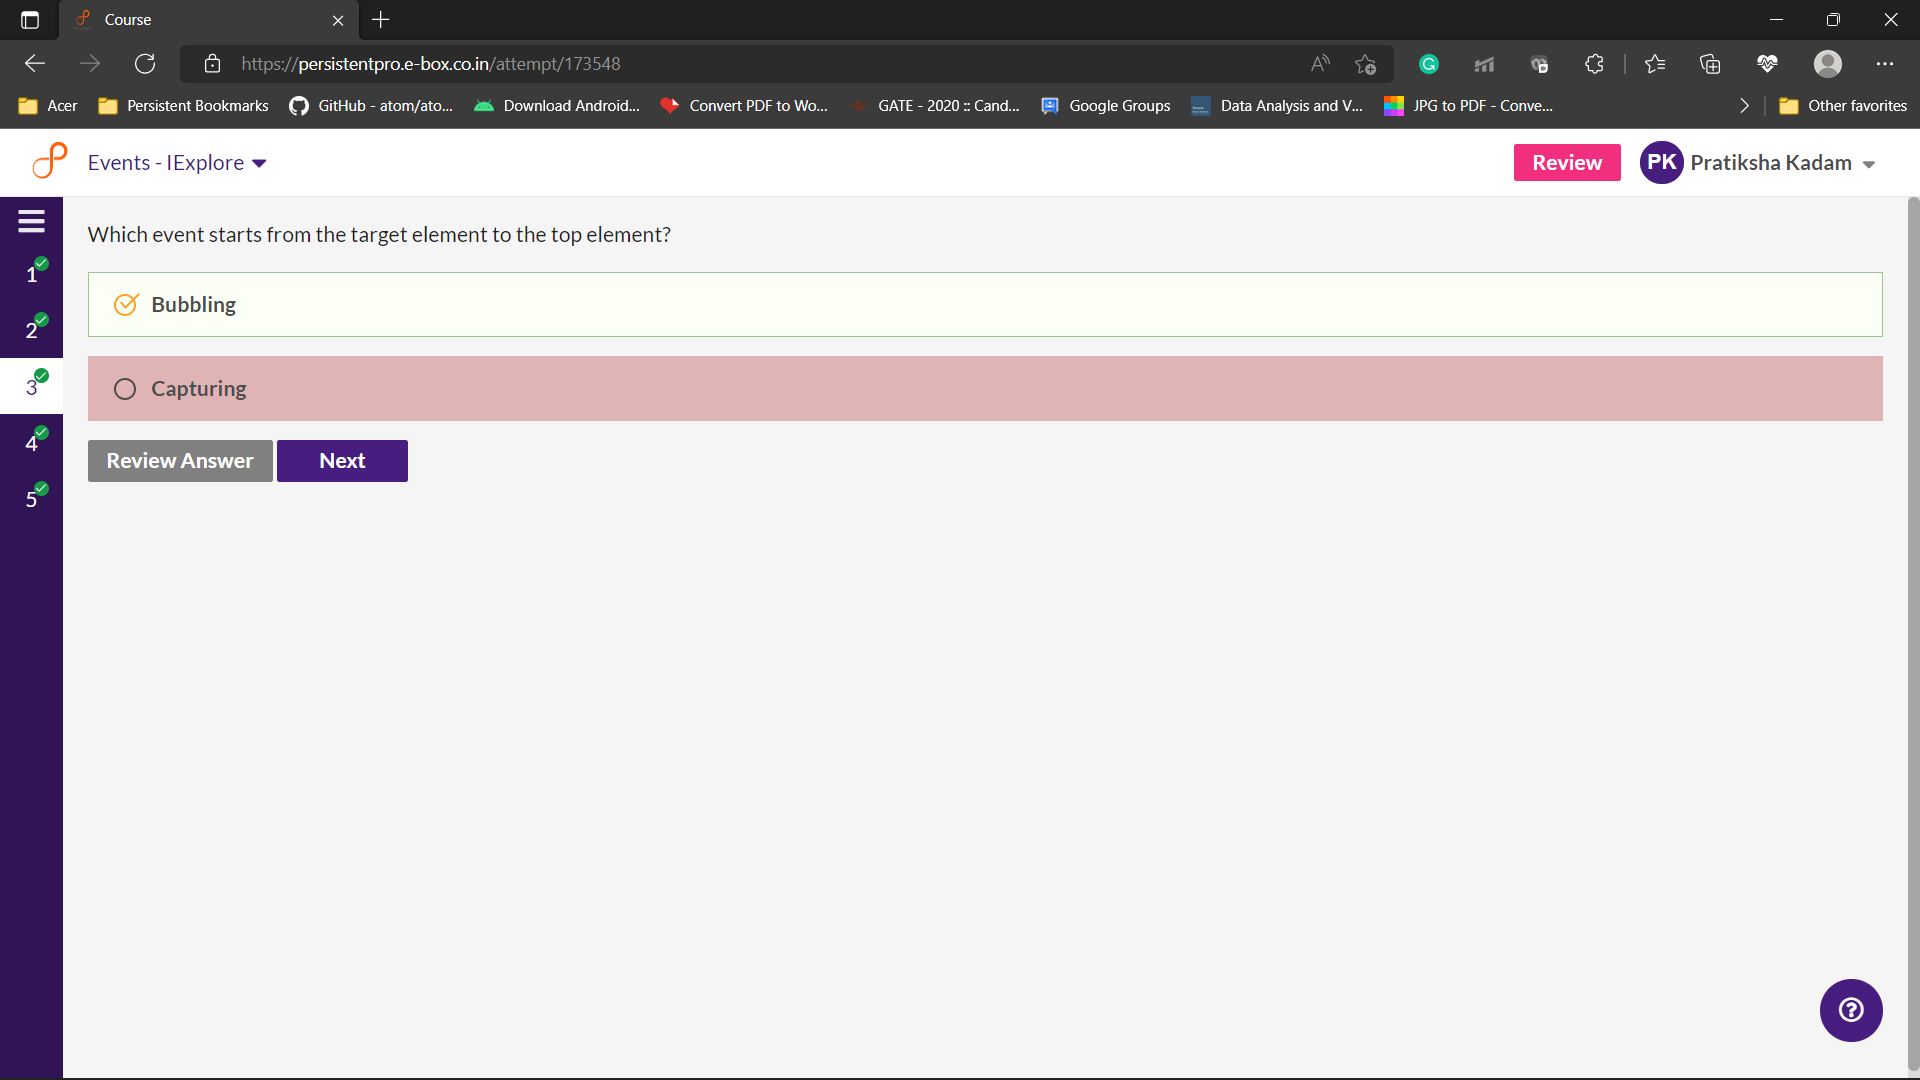 Course
https://persistentpro.e-box.co.in/attempt/173548
Acer
Persistent Bookmarks
GitHub - atom/ato...
Download Android...
Convert PDF to Wo...
GATE - 2020 :: Cand...
Google Groups
Data Analysis and V...
JPG to PDF - Conve...
Other favorites
Events - IExplore
Review
PK
Pratiksha Kadam
Which event starts from the target element to the top element?
1
2
3
4
5
Bubbling
Capturing
Review Answer
Next